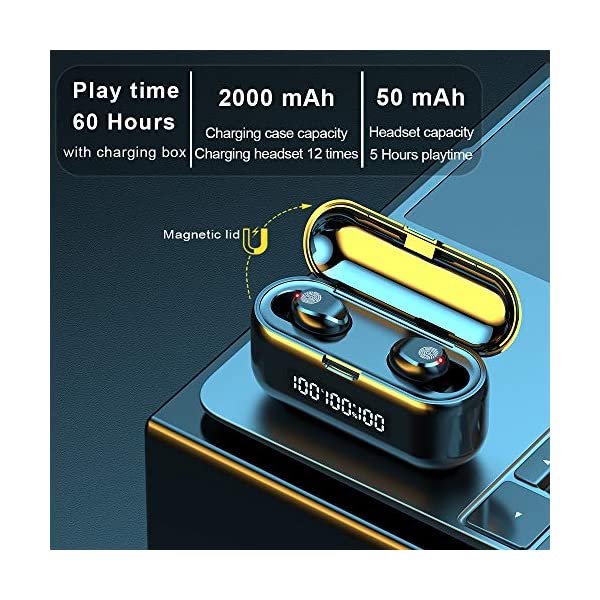 Play time
60 Hours
with charging box
2000 mAh
Charging case capacity
Charging headset 12 times
50 mAh
Headset capacity
5 Hours playtime
Magnetic lid
100 100 100